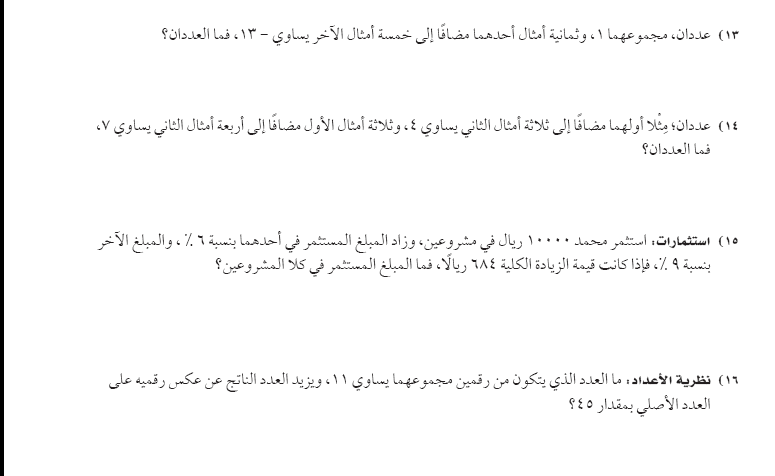 ١٣) عددان، مجموعهما ١، وثمانية أمثال أحدهما مضافًا إلى خمسة أمثال الآخر يساوي – ١٣، فما العددان؟
١٤) عددان؛ مِثْلا أولهما مضافًا إلى ثلاثة أمثال الثاني يساوي ٤، وثلاثة أمثال الأول مضافًا إلى أربعة أمثال الثاني يساوي ٧،
فما العددان؟
١٥) استثمارات: استثمر محمد ١٠٠٠٠ ريال في مشروعين، وزاد المبلغ المستثمر في أحدهما بنسبة ٦ ٪، والمبلغ الآخر
بنسبة ٩ ٪، فإذا كانت قيمة الزيادة الكلية ٦٨٤ ريالًا، فما المبلغ المستثمر في كلا المشروعين؟
١٦) نظرية الأعداد: ما العدد الذي يتكون من رقمين مجموعهما يساوي ١١، ويزيد العدد الناتج عن عكس رقميه على
العدد الأصلي بمقدار ٤٥؟